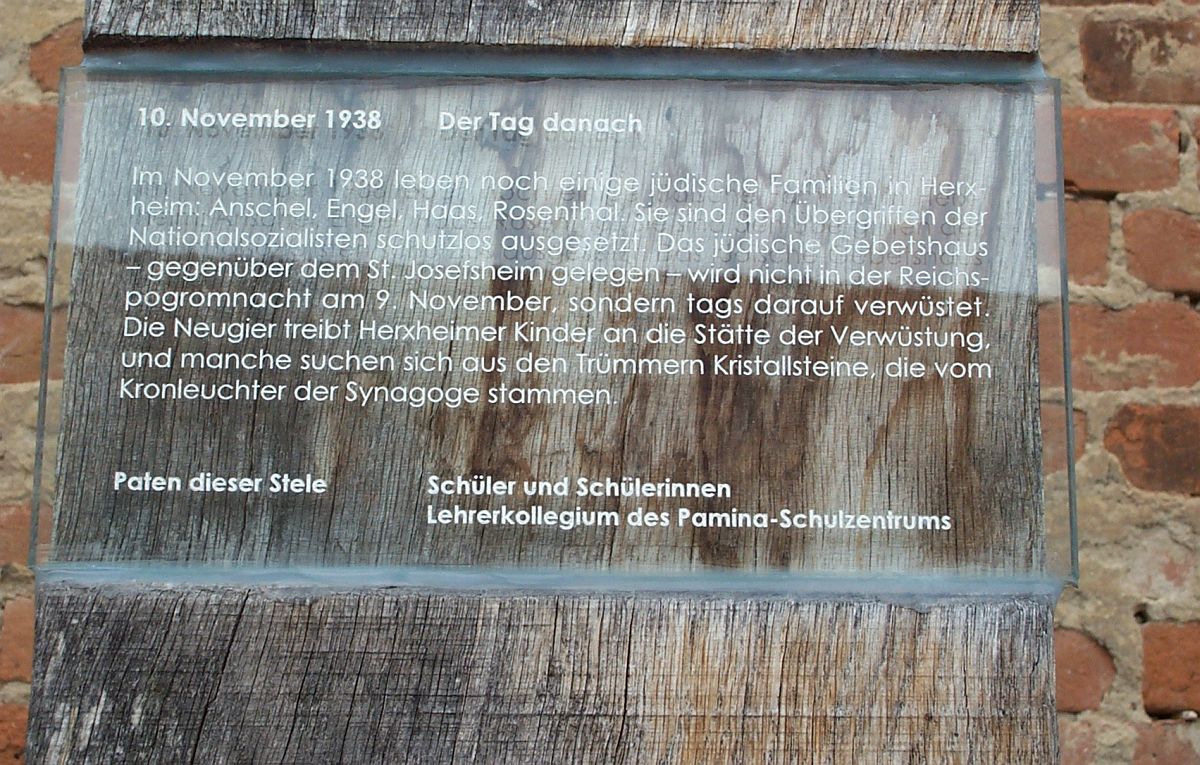 10. November 1938 Der Tag danach
Im November 1938 leben noch einige jüdische Familien in Herx-
heim: Anschel, Engel, Haas, Rosenthal. Sie sind den Übergriffen der
Nationalsozialisten schutzlos ausgesetzt. Das jüdische Gebetshaus
– gegenüber dem St. Josefsheim gelegen – wird nicht in der Reichs-
pogromnacht am 9. November, sondern tags darauf verwüstet.
Die Neugier treibt Herxheimer Kinder an die Stätte der Verwüstung,
und manche suchen sich aus den Trümmern Kristallsteine, die vom
Kronleuchter der Synagoge stammen.
Paten dieser Stele Schüler und Schülerinnen
Lehrerkollegium des Pamina-Schulzentrums